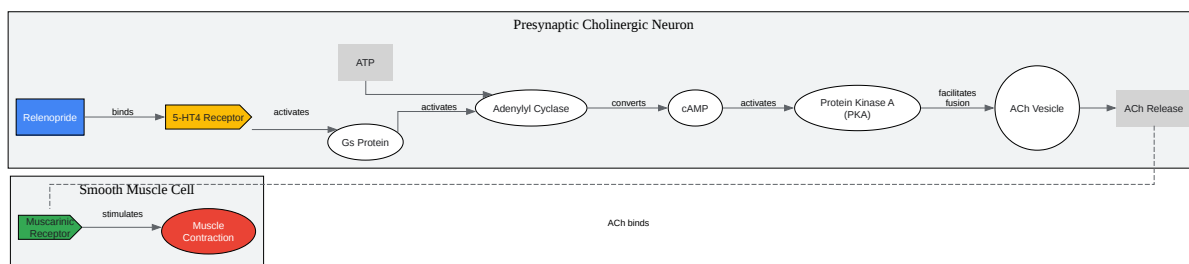 Presynaptic Cholinergic Neuron
ATP
Relenopride
binds
5-HT4 Receptor
activates
Gs Protein
activates
Adenylyl Cyclase
converts
cAMP
activates
Protein Kinase A
(PKA)
facilitates
fusion
ACh Vesicle
ACh Release
Smooth Muscle Cell
Muscarinic
Receptor
stimulates
Muscle
Contraction
ACh binds